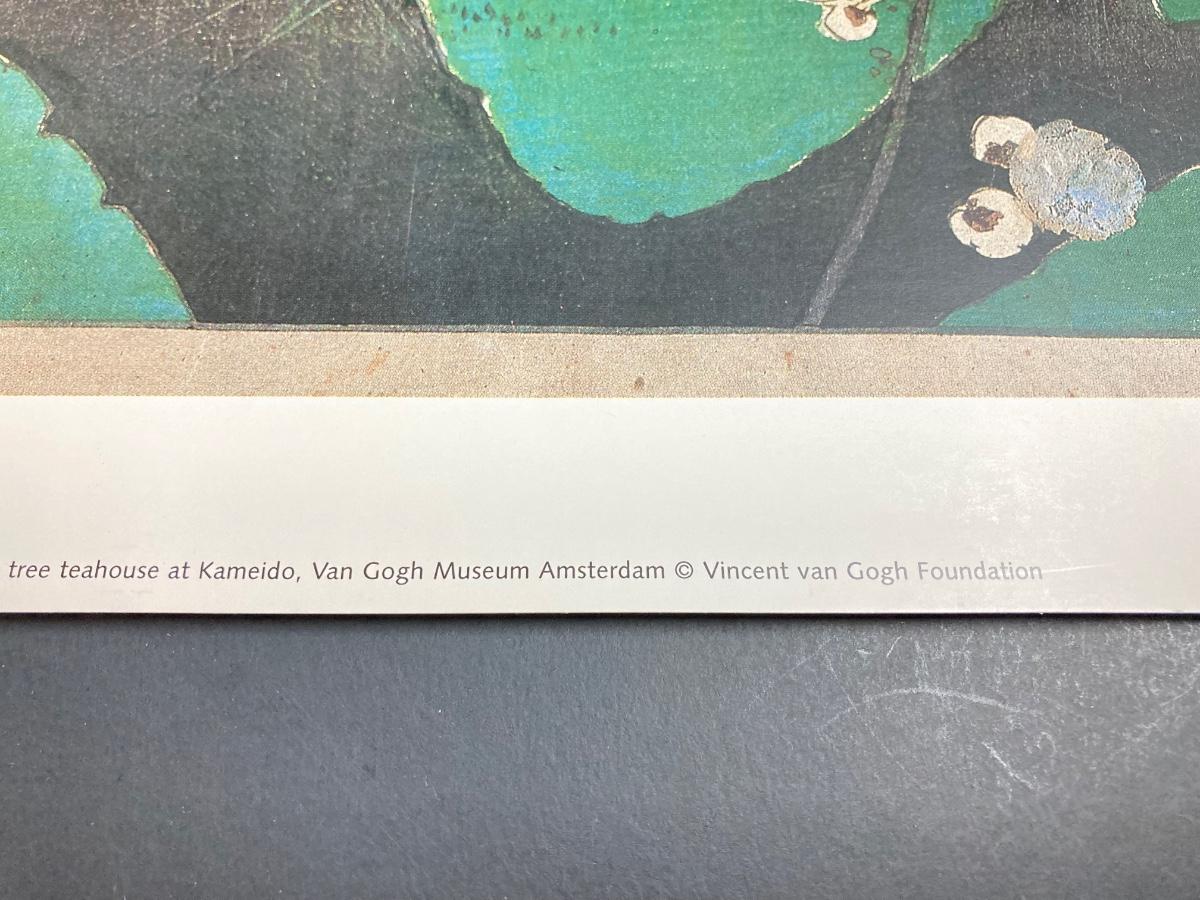 tree teahouse at Kameido, Van Gogh Museum Amsterdam © Vincent van Gogh Foundation